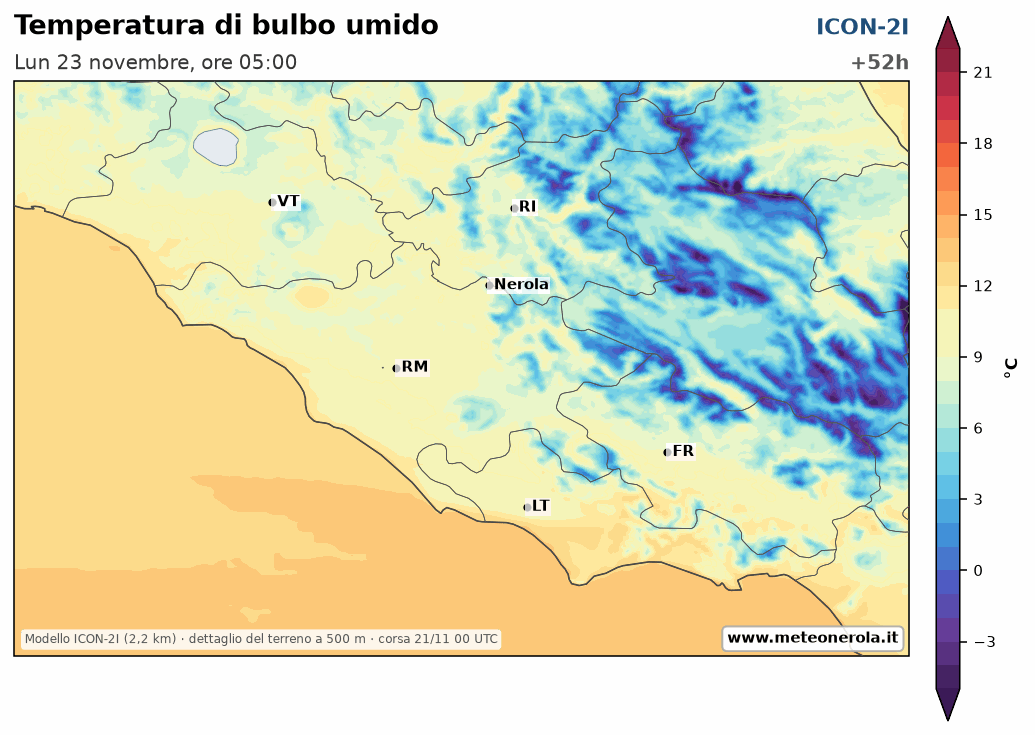 Temperatura di bulbo umido
ICON-2I
Lun 23 novembre, ore 05:00
+52h
VT
RI
Nerola
RM
FR
LT
Modello ICON-2I (2,2 km) · dettaglio del terreno a 500 m · corsa 21/11 00 UTC
www.meteonerola.it
21
18
15
12
9
6
3
0
−3
°C